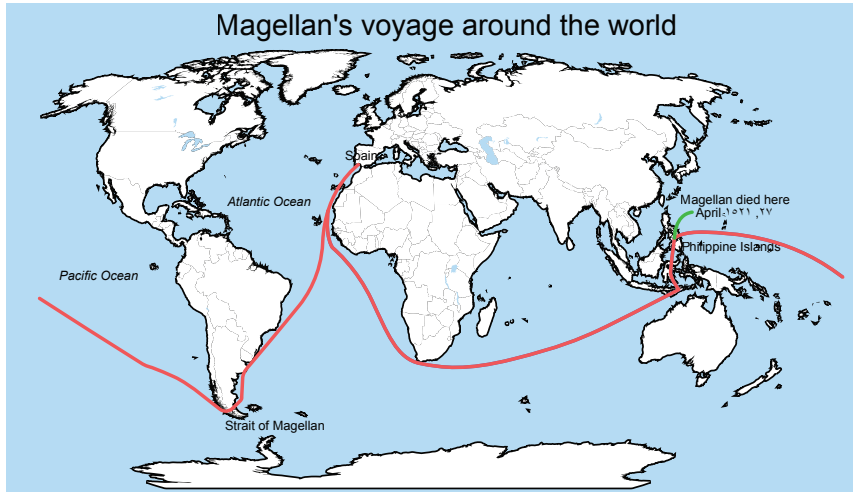 Magellan's voyage around the world
Spain
Atlantic Ocean
Magellan died here
April ٢٧, ١٥٢١
Philippine Islands
Pacific Ocean
Strait of Magellan